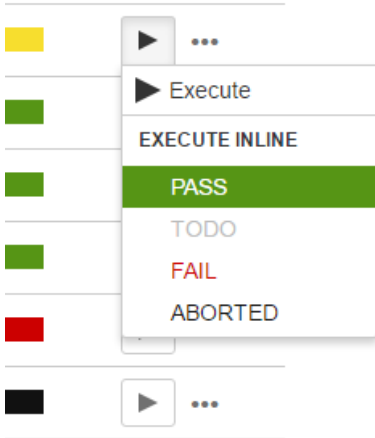 Execute
EXECUTE INLINE
PASS
TODO
FAIL
ABORTED